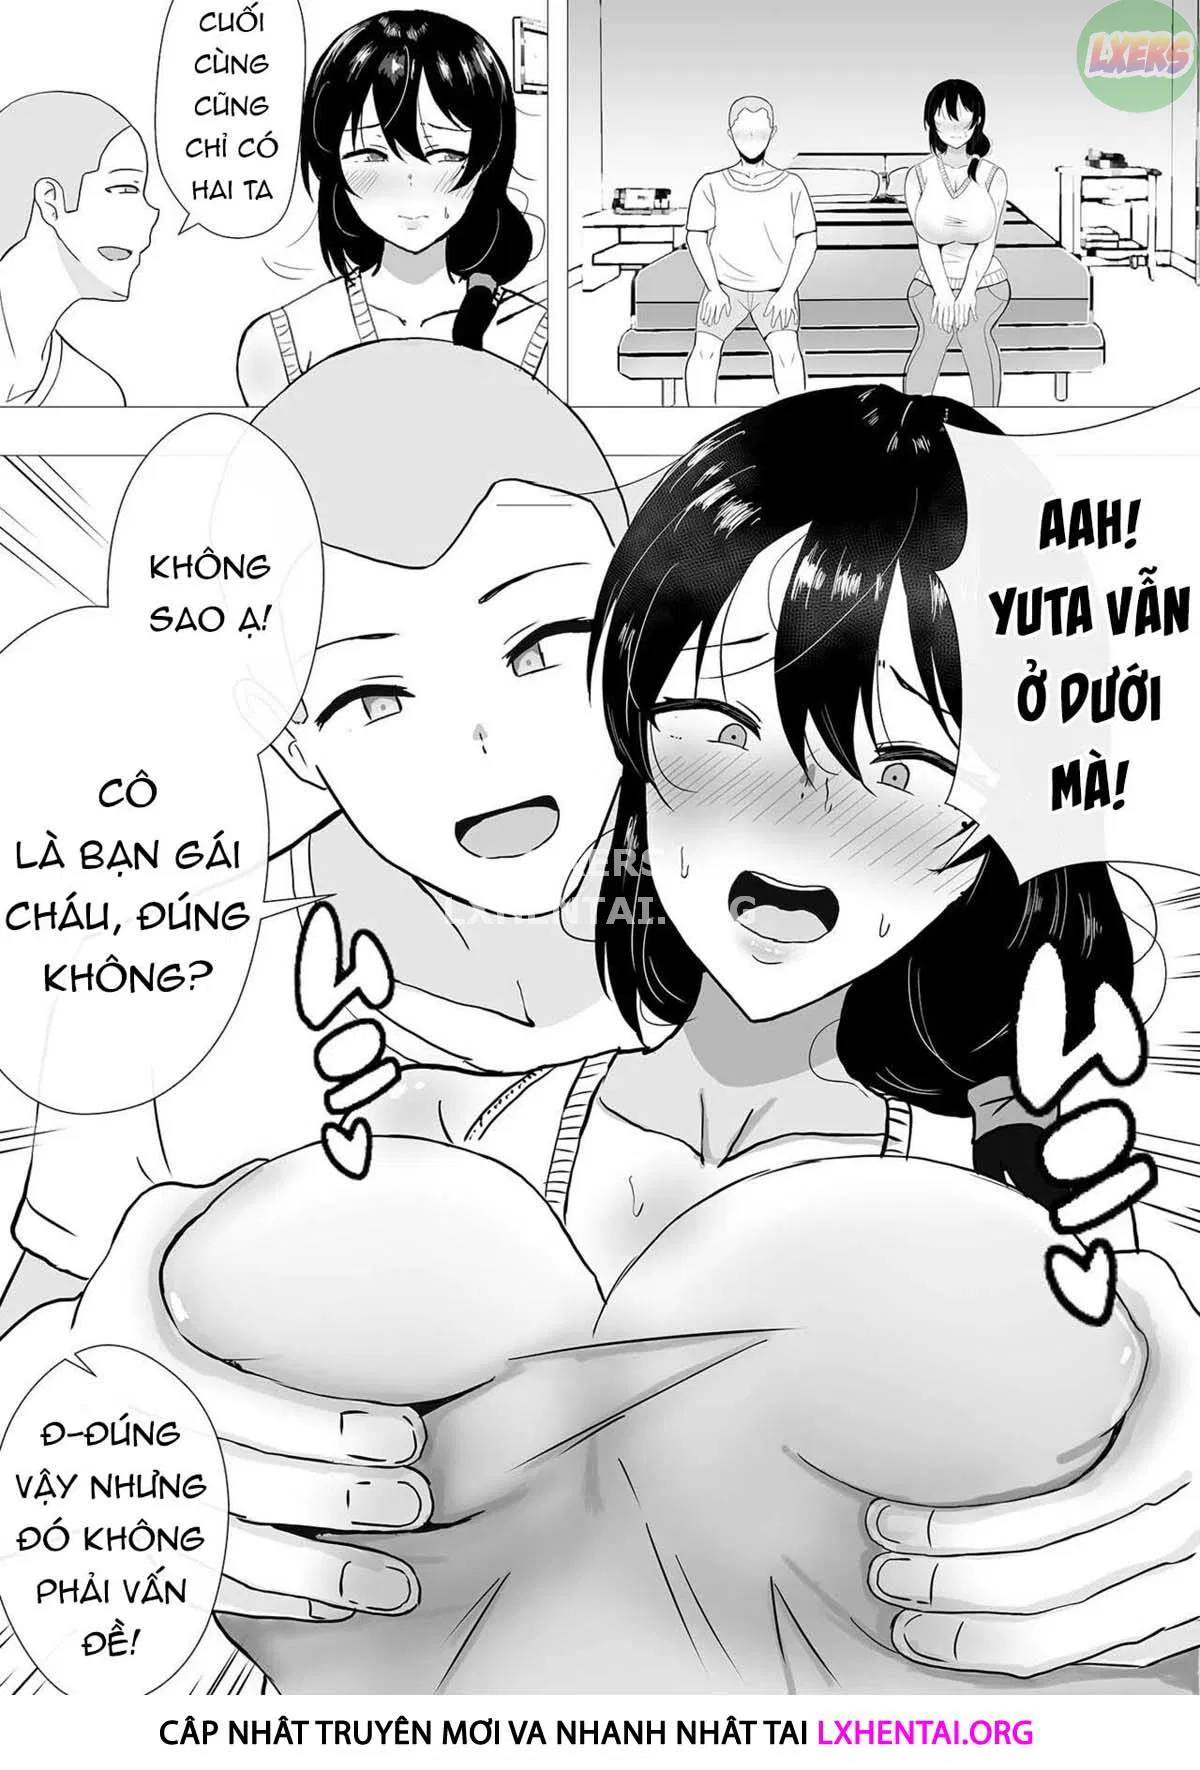 CUỐI
CÙNG
CŨNG
CHỈ CÓ
HAI TA
LXERS
KHÔNG
SAO Ạ!
AAH!
YUTA VẪN
Ở DƯỚI
MÀ!
CÔ
LÀ BẠN GÁI
CHÁU, ĐÚNG
KHÔNG?
Đ-ĐÚNG
VẬY NHƯNG
ĐÓ KHÔNG
PHẢI VẤN
ĐỀ!
CẬP NHẬT TRUYỆN MỚI VÀ NHANH NHẤT TẠI LXHENTAI.ORG